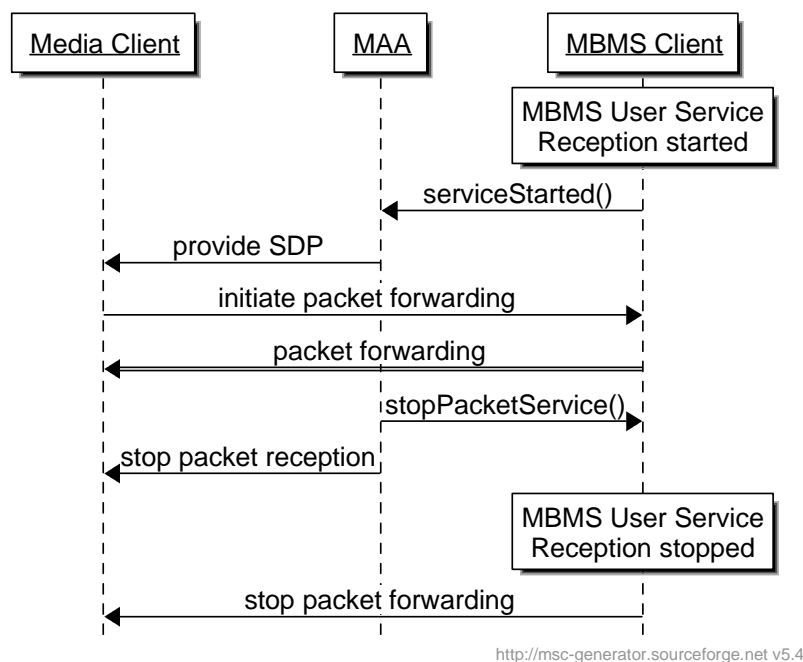 Media Client
MAA
MBMS Client
MBMS User Service
Reception started
serviceStarted()
provide SDP
initiate packet forwarding
packet forwarding
stopPacketService()
stop packet reception
MBMS User Service
Reception stopped
stop packet forwarding
http://msc-generator.sourceforge.net v5.4